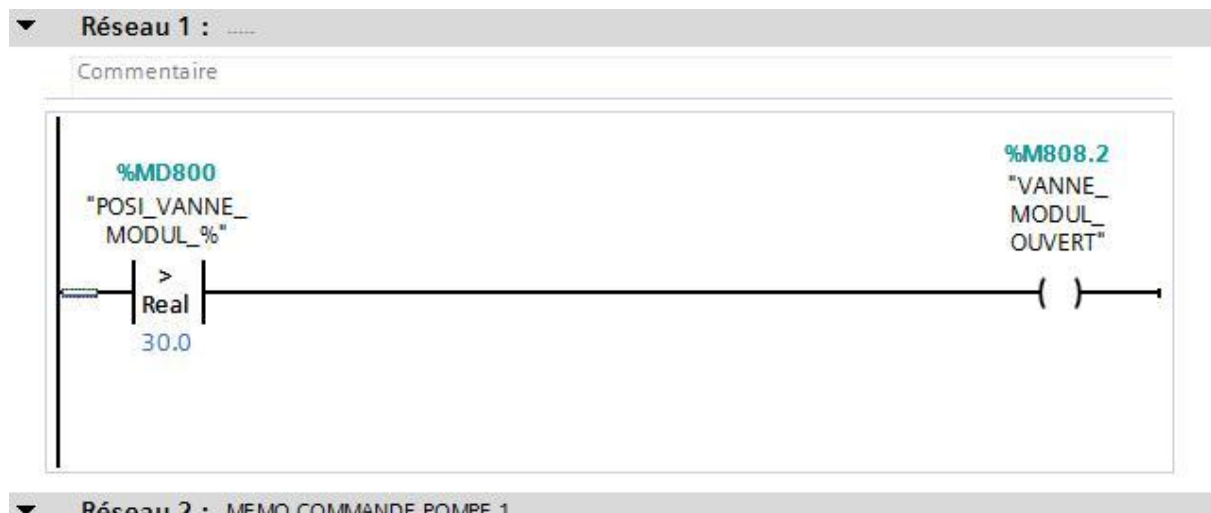 Réseau 1 : .....
Commentaire
%MD800
"POSI_VANNE_
MODUL_%"
>
Real
30.0
%M808.2
"VANNE_
MODUL_
OUVERT"
( )
Réseau 2 : MEMO COMMANDE POMPE 1